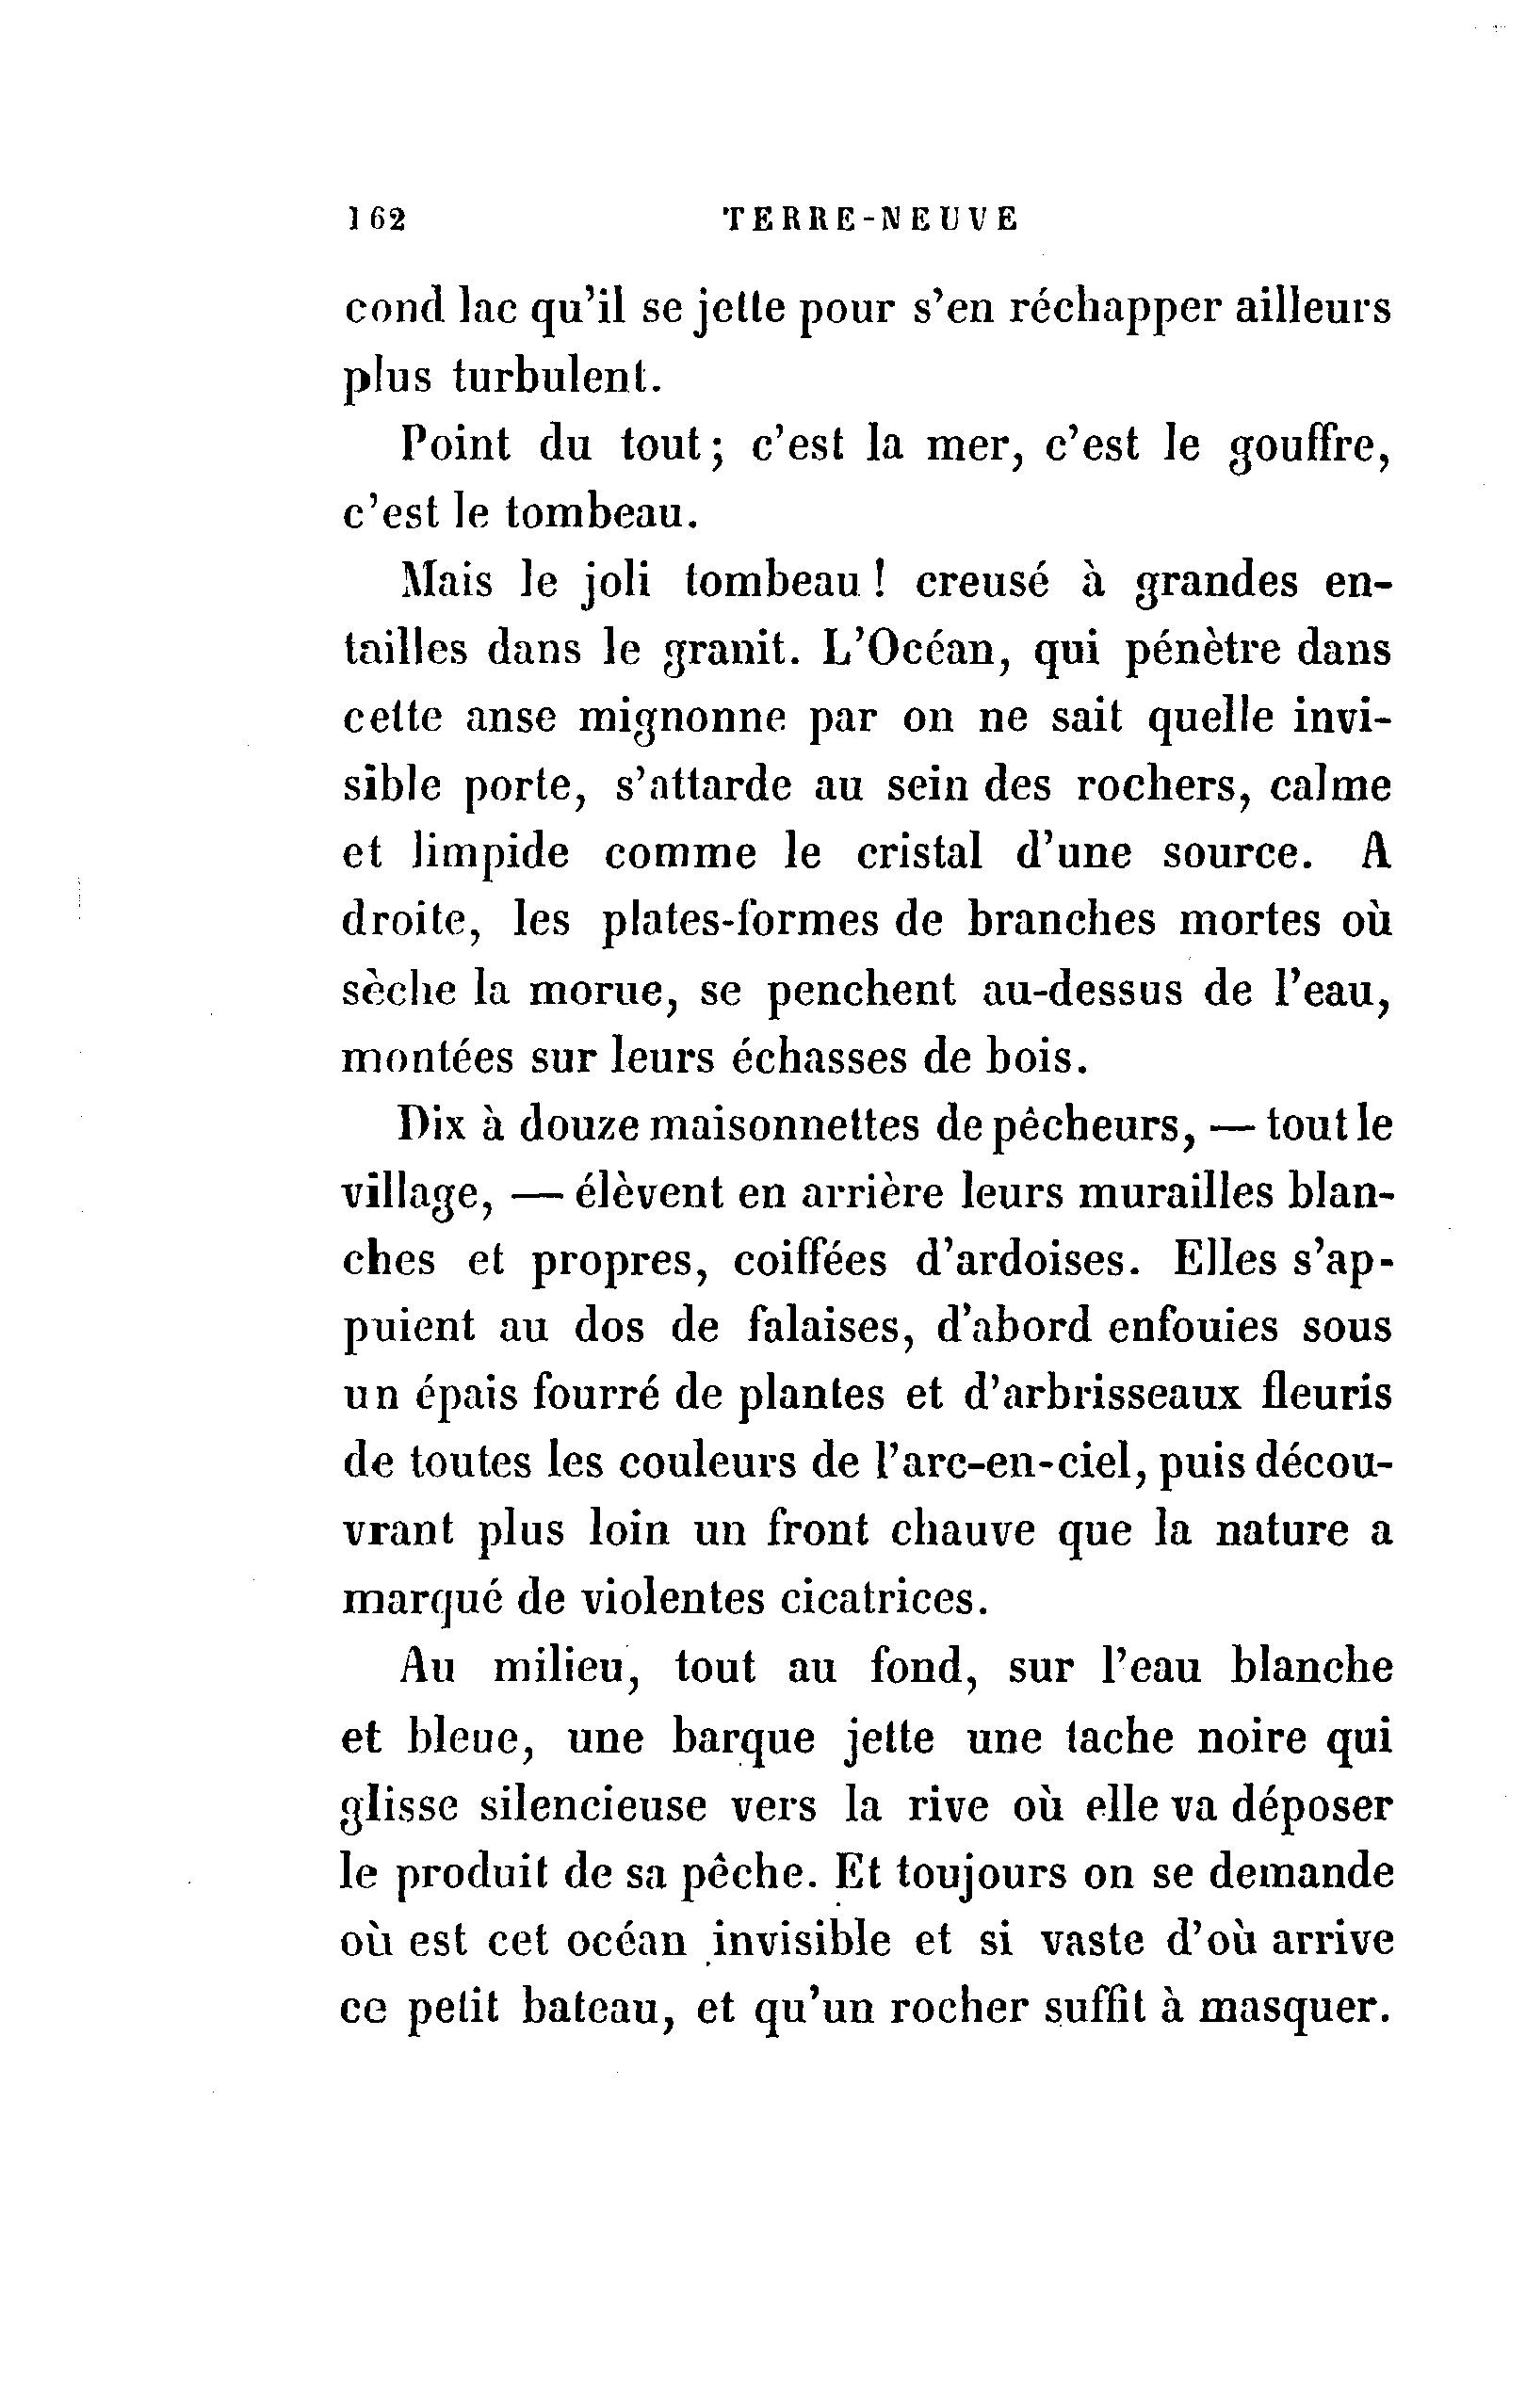 162 TERRE-NEUVE
cond lac qu'il se jette pour s'en réchapper ailleurs
plus turbulent.
Point du tout; c'est la mer, c'est le gouffre,
c'est le tombeau.
Mais le joli tombeau ! creusé à grandes en-
tailles dans le granit. L'Océan, qui pénètre dans
cette anse mignonne par on ne sait quelle invi-
sible porte, s'attarde au sein des rochers, calme
et limpide comme le cristal d'une source. A
droite, les plates-formes de branches mortes où
sèche la morue, se penchent au-dessus de l'eau,
montées sur leurs échasses de bois.
Dix à douze maisonnettes de pêcheurs, — tout le
village, — élèvent en arrière leurs murailles blan-
ches et propres, coiffées d'ardoises. Elles s'ap-
puient au dos de falaises, d'abord enfouies sous
un épais fourré de plantes et d'arbrisseaux fleuris
de toutes les couleurs de l'arc-en-ciel, puis décou-
vrant plus loin un front chauve que la nature a
marqué de violentes cicatrices.
Au milieu, tout au fond, sur l'eau blanche
et bleue, une barque jette une tache noire qui
glisse silencieuse vers la rive où elle va déposer
le produit de sa pêche. Et toujours on se demande
où est cet océan invisible et si vaste d'où arrive
ce petit bateau, et qu'un rocher suffit à masquer.